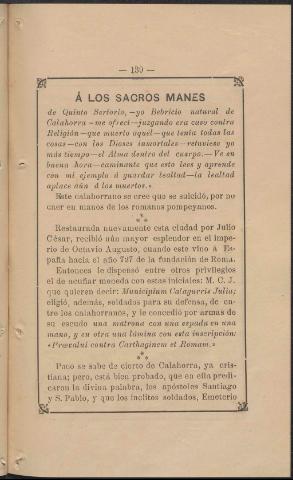 — 130 —
Á LOS SACROS MANES
de Quinto Sertorio,—yo Bebricio natural de
Calahorra—me ofrecí—juzgando era caso contra
Religión—que muerto aquel—que tenía todas las
cosas—con los Dioses inmortales—retuviese yo
más tiempo—el Alma dentro del cuerpo.—Ve en
buena hora—caminante que esto lees y aprende
con mi ejemplo á guardar lealtud—la lealtad
aplace aún á los muertos.»
Este calahorrano se cree que se suicidó, por no
caer en manos de los romanos pompeyanos.
* * *
Restaurada nuevamente esta ciudad por Julio
César, recibió aún mayor esplendor en el impe-
rio de Octavio Augusto, cuando este vino á Es-
paña hacia el año 727 de la fundación de Roma.
Entonces le dispensó entre otros privilegios
el de acuñar moneda con estas iniciales: M. C. J.
que quieren decir: Municipium Calagurris Julia;
eligió, además, soldados para su defensa, de en-
tre los calahorranos, y le concedió por armas de
su escudo una matrona con una espada en una
mano, y en otra una lámina con esta inscripción:
«Prœvalui contra Carthaginem et Romam.»
* * *
Poco se sabe de cierto de Calahorra, ya cris-
tiana; pero, está bien probado, que en ella predi-
caron la divina palabra, los apóstoles Santiago
y S. Pablo, y que los ínclitos soldados, Emeterio